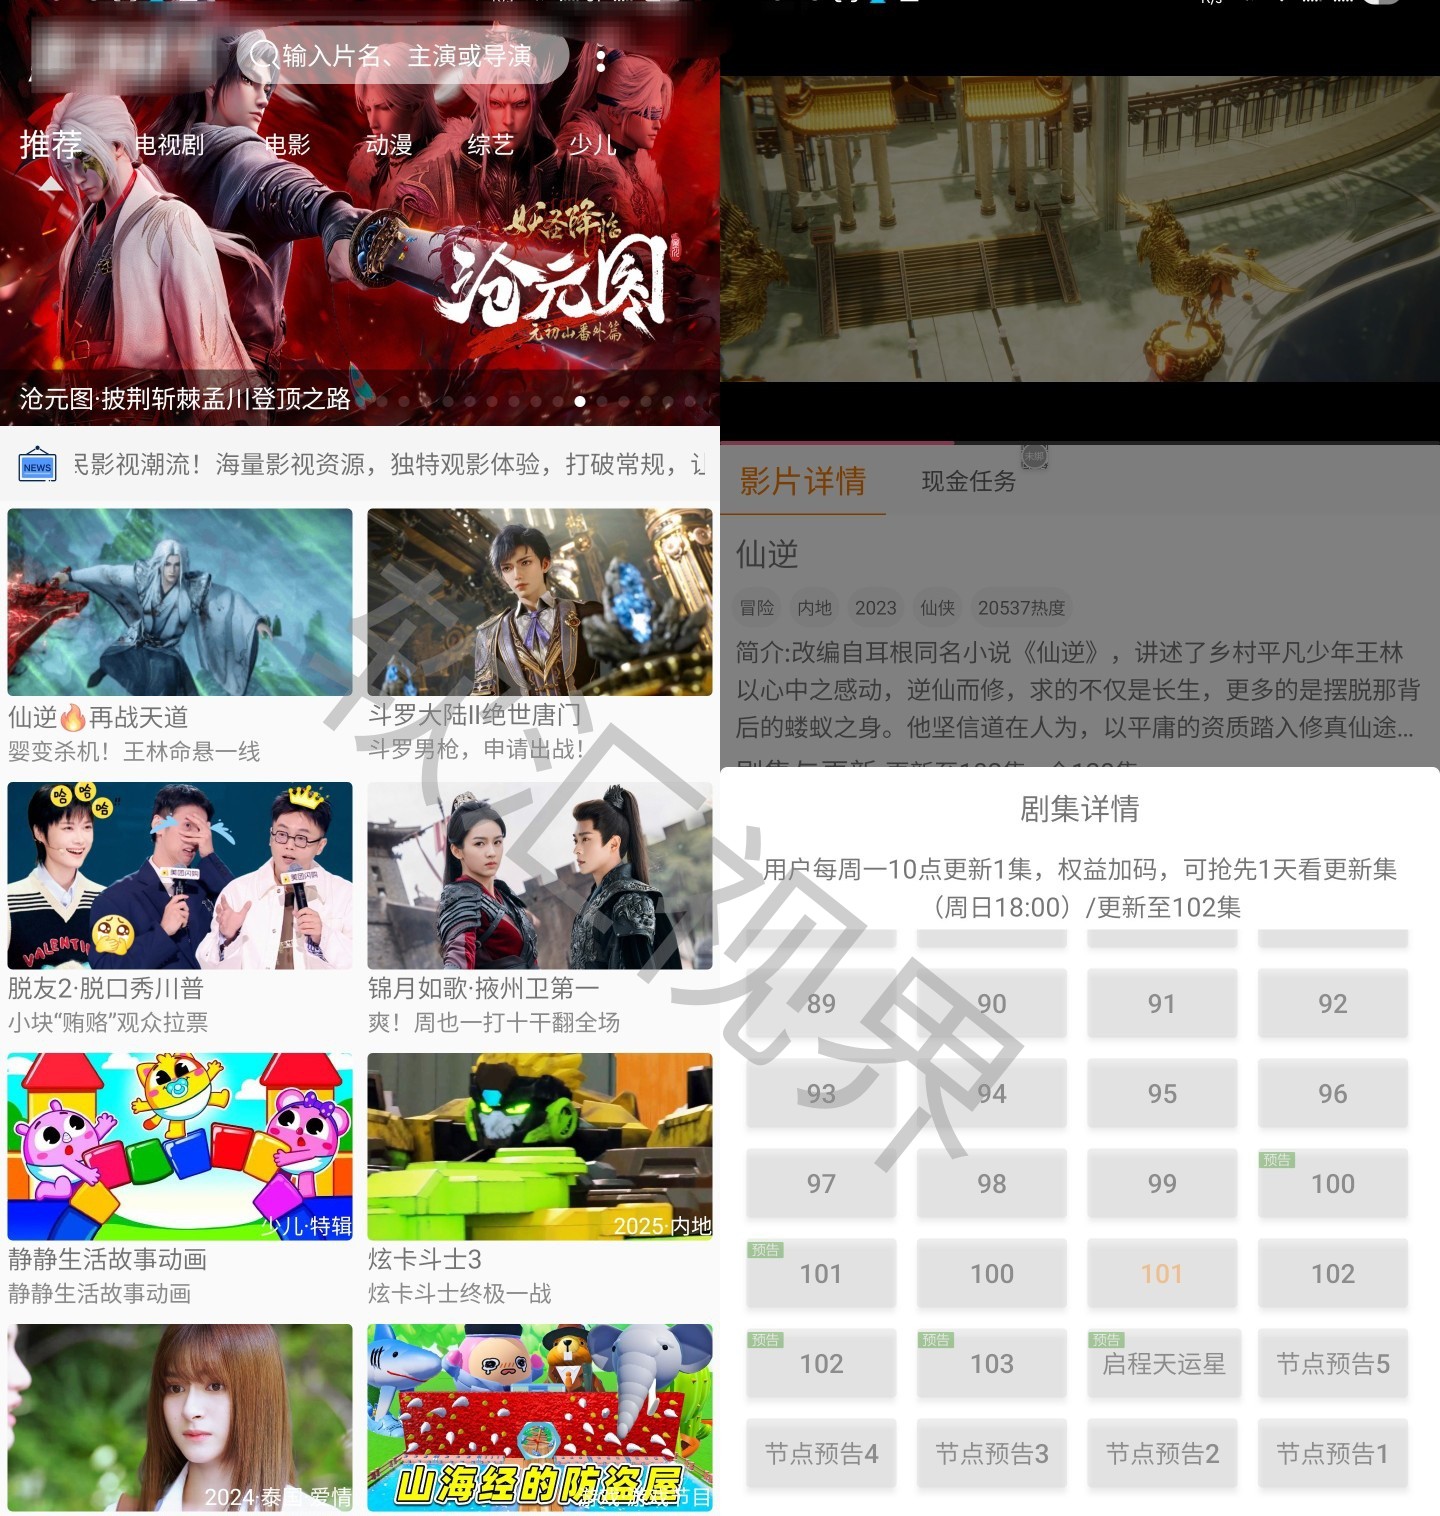 输入片名、主演或导演
推荐
电视剧
电影
动漫
综艺
少儿
妖圣降临
沧元图
元初山番外篇
沧元图·披荆斩棘孟川登顶之路
NEWS
民影视潮流！海量影视资源，独特观影体验，打破常规，让
仙逆🔥再战天道
婴变杀机！王林命悬一线
斗罗大陆II绝世唐门
斗罗男枪，申请出战！
哈 哈 哈
美团闪购
美团闪购
VALENTI
脱友2·脱口秀川普
小块“贿赂”观众拉票
锦月如歌·掖州卫第一
爽！周也一打十干翻全场
少儿·特辑
静静生活故事动画
静静生活故事动画
2025·内地
炫卡斗士3
炫卡斗士终极一战
2024·泰国·爱情
山海经的防盗屋
影片详情
现金任务
仙逆
冒险
内地
2023
仙侠
20537热度
简介:改编自耳根同名小说《仙逆》，讲述了乡村平凡少年王林
以心中之感动，逆仙而修，求的不仅是长生，更多的是摆脱那背
后的蝼蚁之身。他坚信道在人为，以平庸的资质踏入修真仙途...
剧集详情
用户每周一10点更新1集，权益加码，可抢先1天看更新集
（周日18:00）/更新至102集
89
90
91
92
93
94
95
96
97
98
99
预告
100
预告
101
100
101
102
预告
102
预告
103
预告
启程天运星
节点预告5
节点预告4
节点预告3
节点预告2
节点预告1
软汇视界